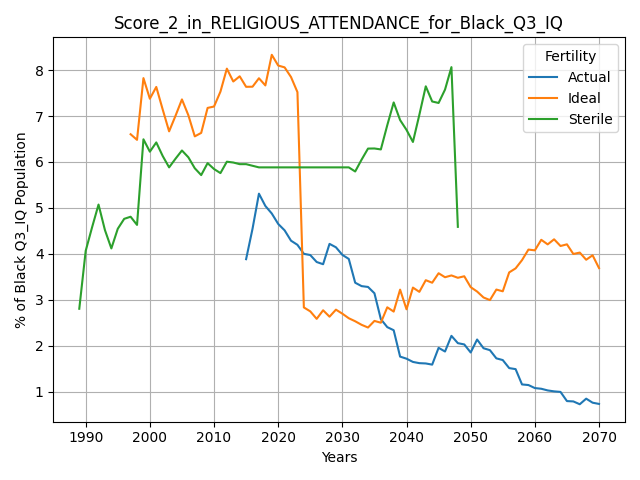 Score_2_in_RELIGIOUS_ATTENDANCE_for_Black_Q3_IQ
Fertility
Actual
Ideal
Sterile
% of Black Q3_IQ Population
8
7
6
5
4
3
2
1
1990 2000 2010 2020 2030 2040 2050 2060 2070
Years